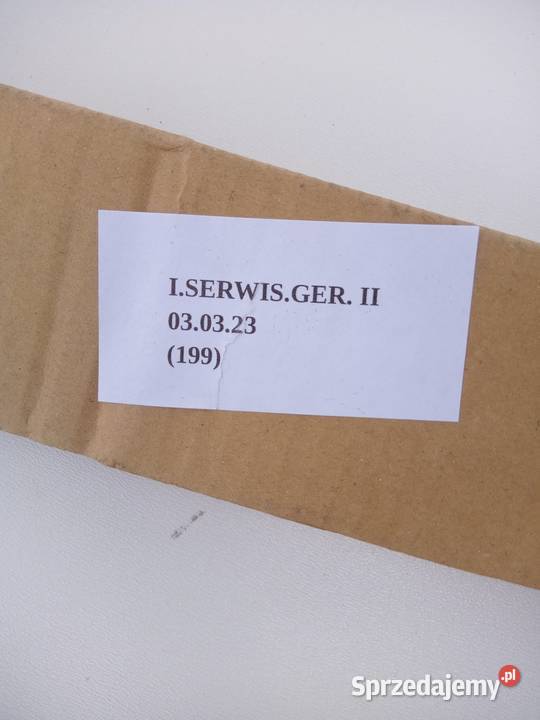 I.SERWIS.GER. II
03.03.23
(199)
Sprzedajemy.pl